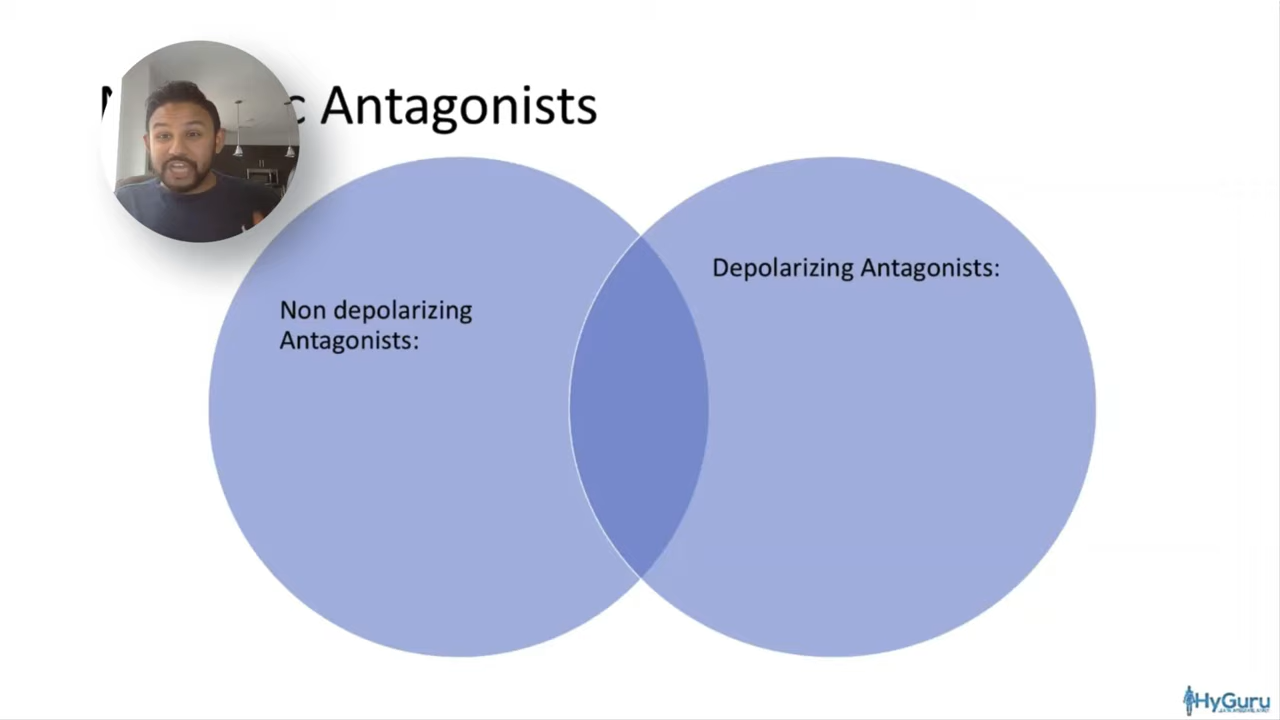 Antagonists
Non depolarizing
Antagonists:
Depolarizing Antagonists:
HyGuru